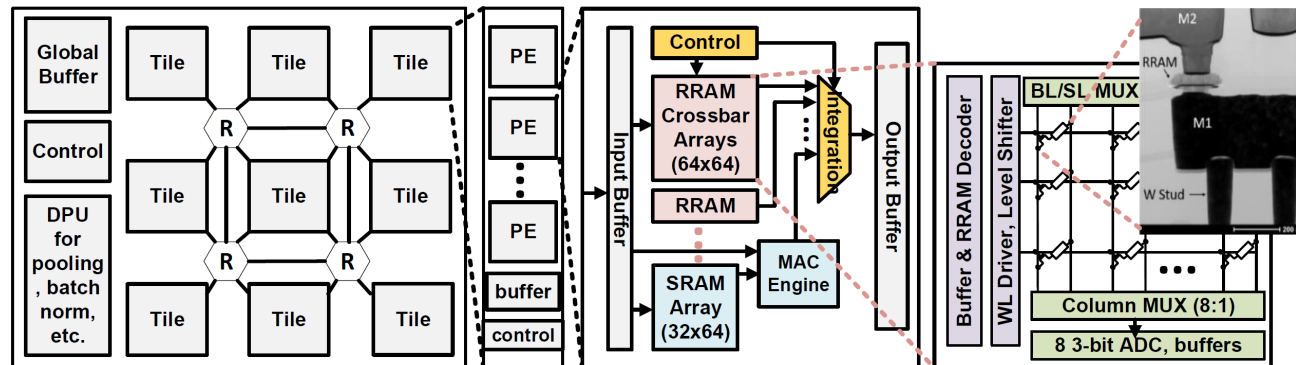 Global
Buffer
Control
DPU
for
pooling
, batch
norm,
etc.
Tile
Tile
Tile
R
R
Tile
Tile
Tile
R
R
Tile
Tile
Tile
PE
PE
PE
buffer
control
Input Buffer
Control
RRAM
Crossbar
Arrays
(64x64)
RRAM
SRAM
Array
(32x64)
MAC
Engine
Integration
Output Buffer
Buffer & RRAM Decoder
WL Driver, Level Shifter
BL/SL MUX
Column MUX (8:1)
8 3-bit ADC, buffers
M2
RRAM
M1
W Stud
200